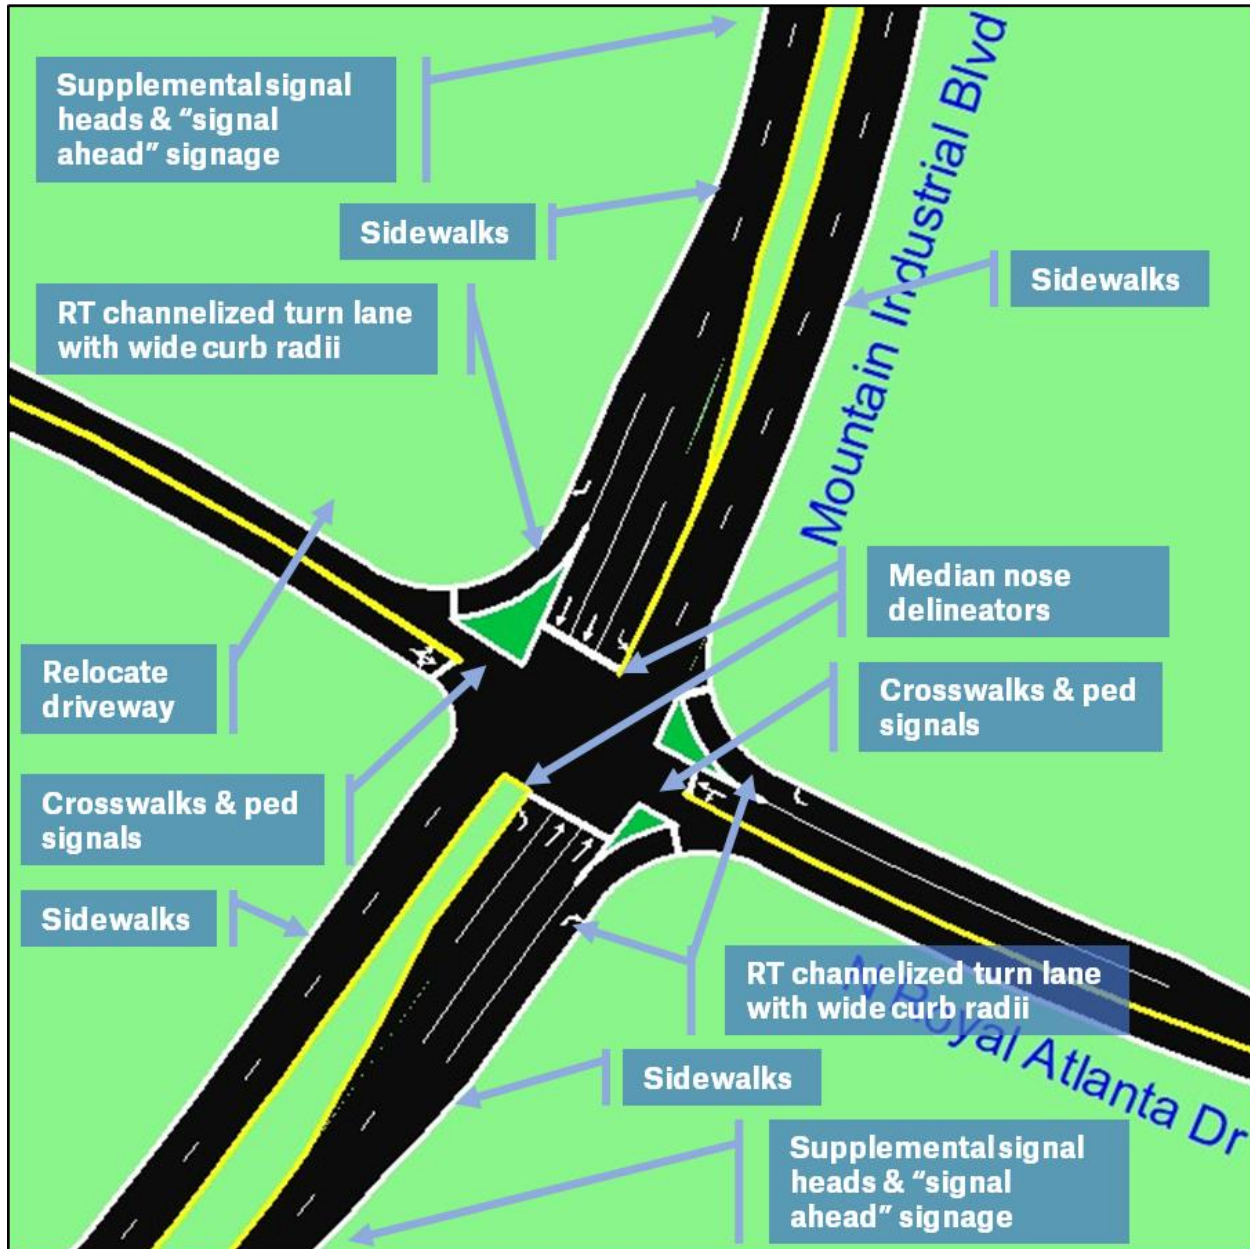 Supplemental signal
heads & “signal
ahead” signage
Mountain Industrial Blvd
Sidewalks
Sidewalks
RT channelized turn lane
with wide curb radii
Median nose
delineators
Relocate
driveway
Crosswalks & ped
signals
Crosswalks & ped
signals
Sidewalks
RT channelized turn lane
with wide curb radii
N Royal Atlanta Dr
Sidewalks
Supplemental signal
heads & “signal
ahead” signage